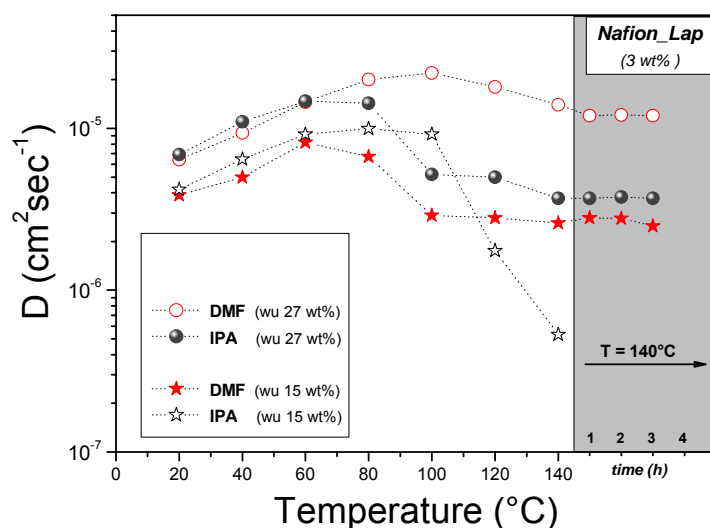 Nafion_Lap
(3 wt% )
10^-5
10^-6
10^-7
D (cm²sec⁻¹)
DMF (wu 27 wt%)
IPA (wu 27 wt%)
DMF (wu 15 wt%)
IPA (wu 15 wt%)
T = 140°C
1 2 3 4
time (h)
0 20 40 60 80 100 120 140
Temperature (°C)